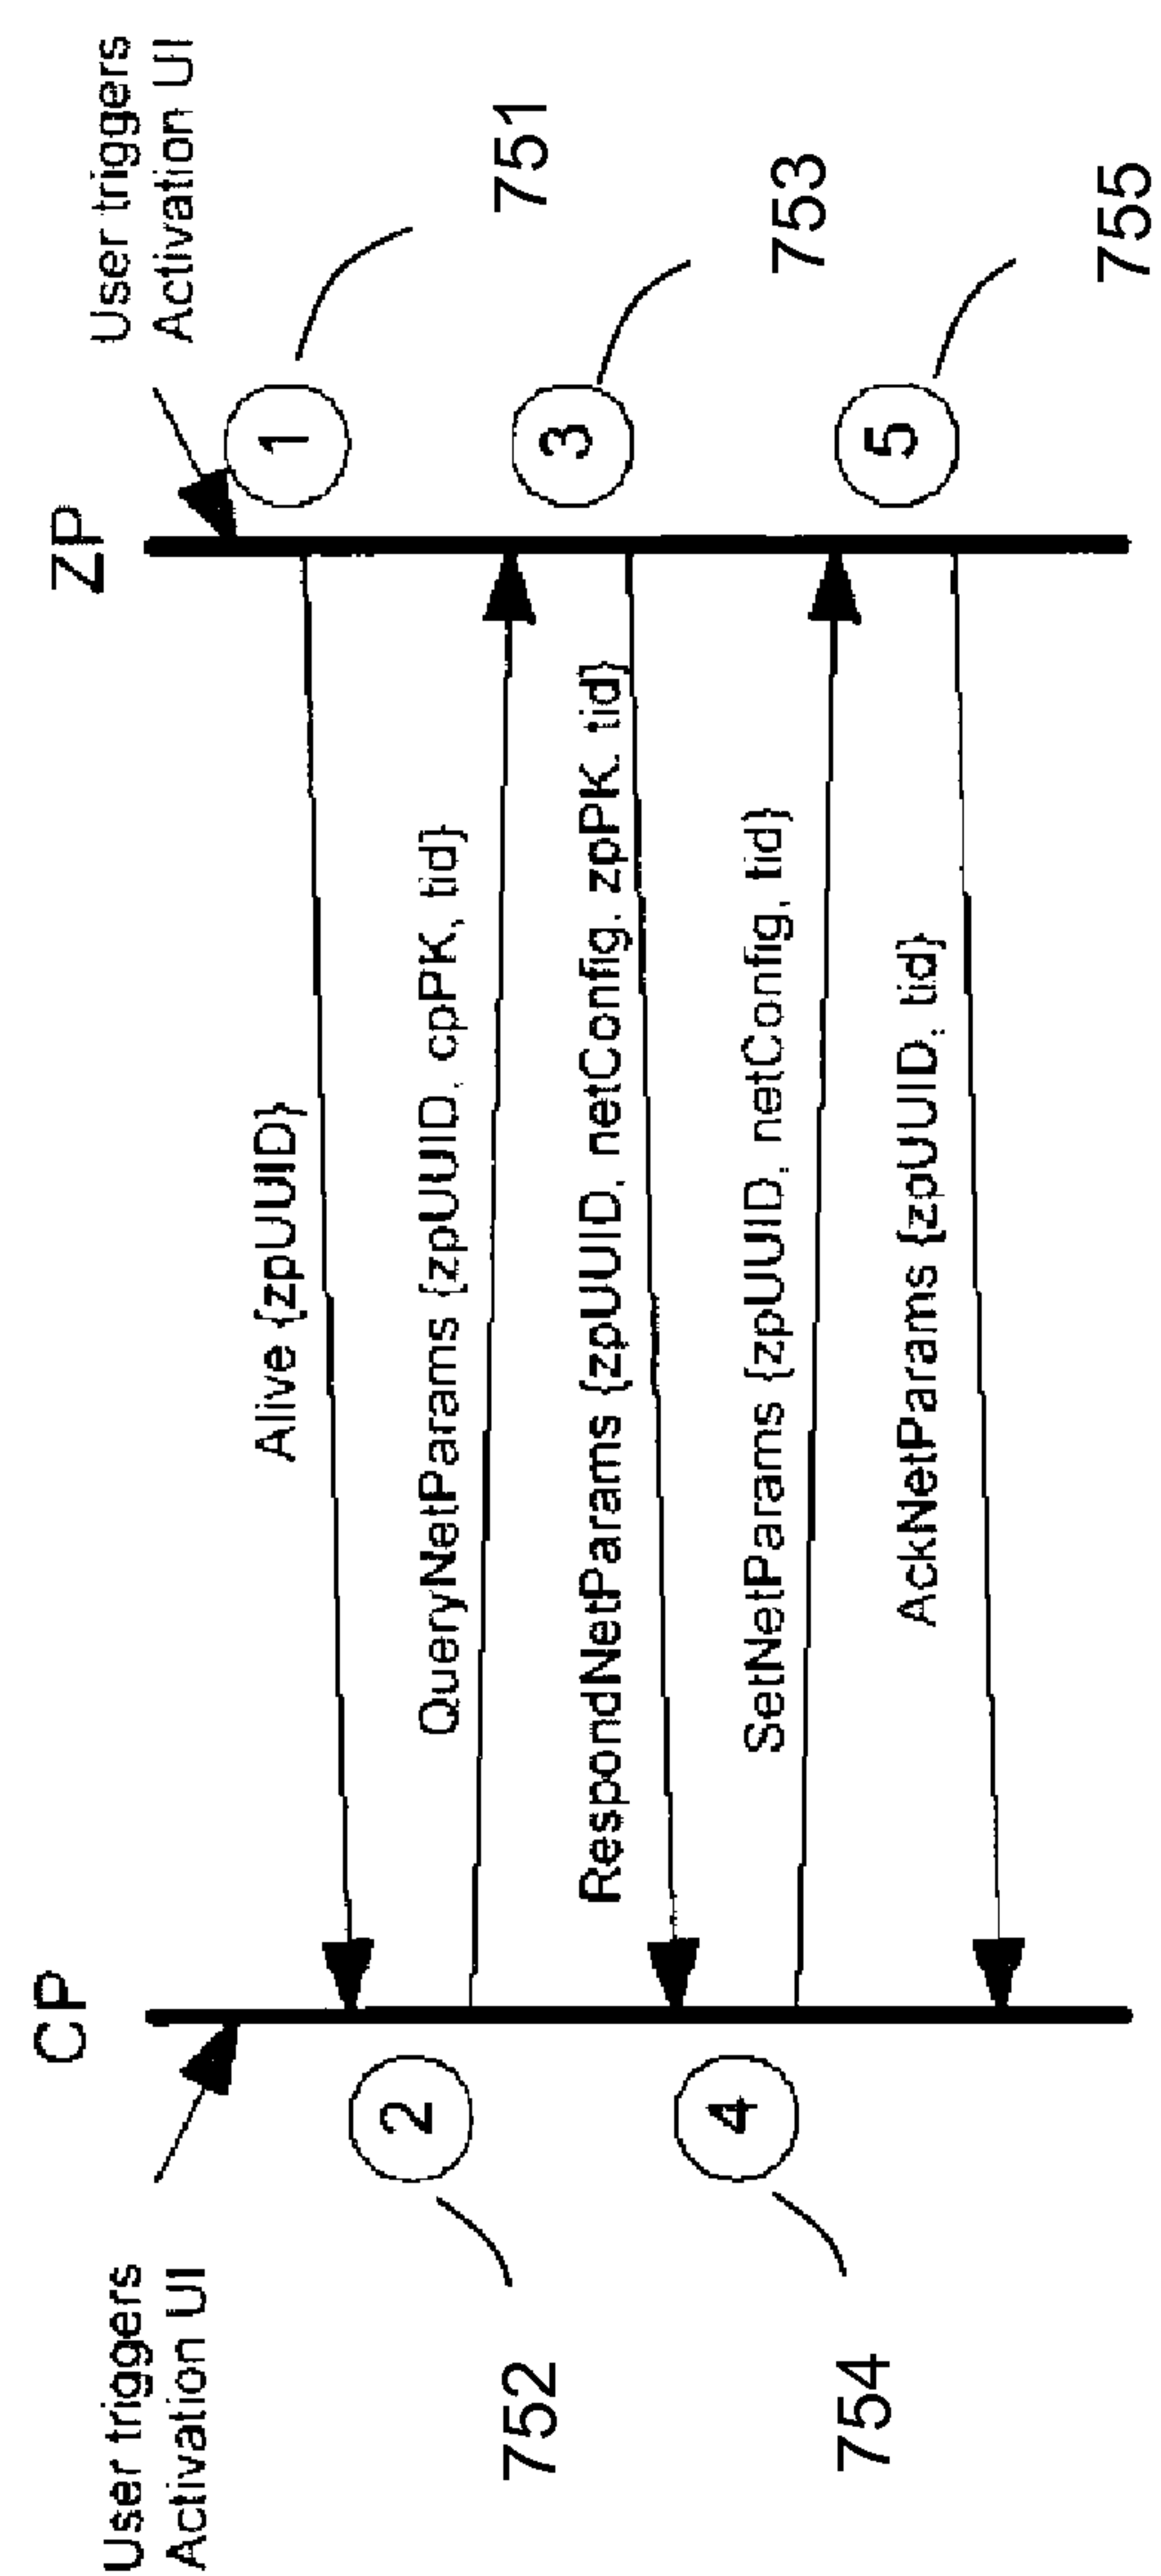 CP
ZP
User triggers
Activation UI
User triggers
Activation UI
1
751
Alive {zpUUID}
2
752
QueryNetParams {zpUUID, cpPK, tid}
3
753
RespondNetParams {zpUUID, netConfig, zpPK, tid}
4
754
SetNetParams {zpUUID, netConfig, tid}
5
755
AckNetParams {zpUUID, tid}